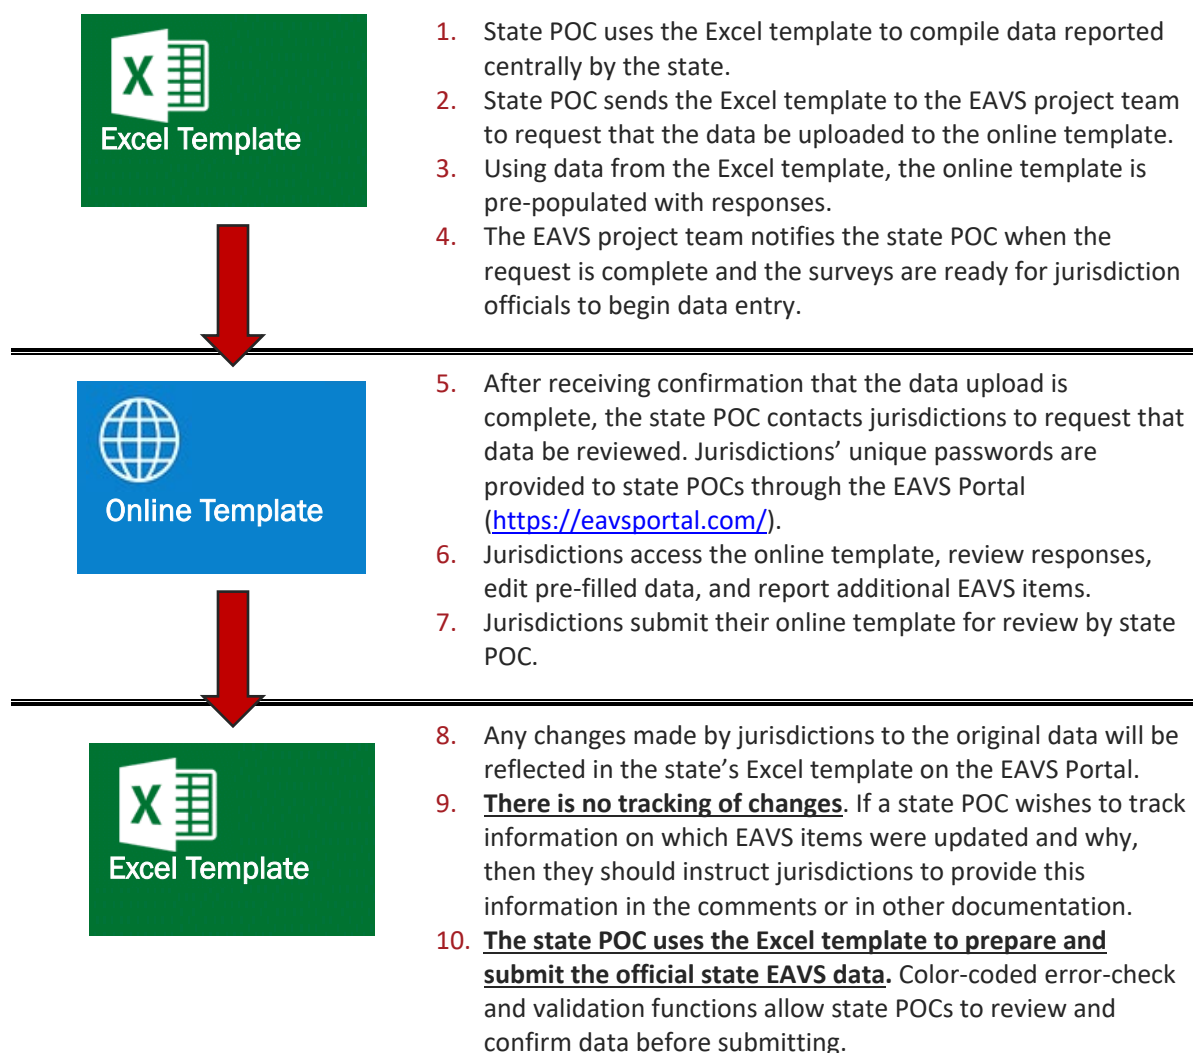 X
Excel Template
1. State POC uses the Excel template to compile data reported
centrally by the state.
2. State POC sends the Excel template to the EAVS project team
to request that the data be uploaded to the online template.
3. Using data from the Excel template, the online template is
pre-populated with responses.
4. The EAVS project team notifies the state POC when the
request is complete and the surveys are ready for jurisdiction
officials to begin data entry.
Online Template
5. After receiving confirmation that the data upload is
complete, the state POC contacts jurisdictions to request that
data be reviewed. Jurisdictions’ unique passwords are
provided to state POCs through the EAVS Portal
(https://eavsportal.com/).
6. Jurisdictions access the online template, review responses,
edit pre-filled data, and report additional EAVS items.
7. Jurisdictions submit their online template for review by state
POC.
X
Excel Template
8. Any changes made by jurisdictions to the original data will be
reflected in the state’s Excel template on the EAVS Portal.
9. There is no tracking of changes. If a state POC wishes to track
information on which EAVS items were updated and why,
then they should instruct jurisdictions to provide this
information in the comments or in other documentation.
10. The state POC uses the Excel template to prepare and
submit the official state EAVS data. Color-coded error-check
and validation functions allow state POCs to review and
confirm data before submitting.